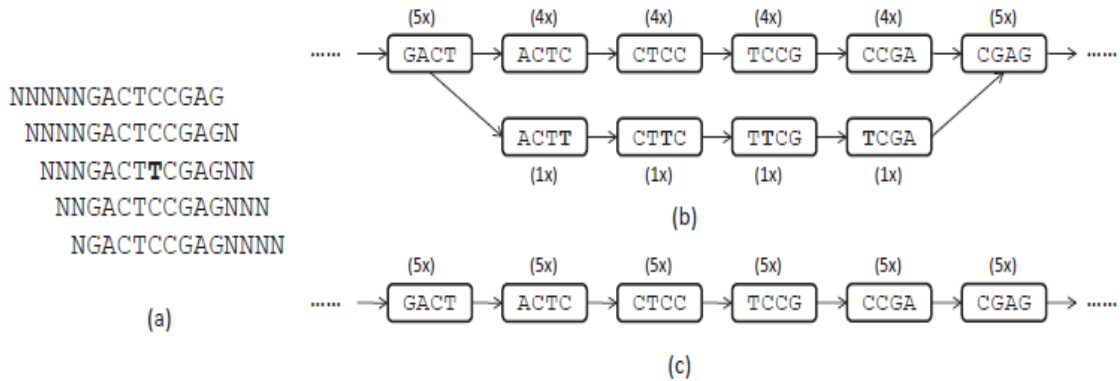 NNNNNGACTCCGAG
NNNNGACTCCGAGN
NNNGACTTCGAGNN
NNGACTCCGAGNNN
NGACTCCGAGNNNN
(a)
(5x) (4x) (4x) (4x) (4x) (5x)
...... GACT ACTC CTCC TCCG CCGA CGAG ......
ACTT CTTC TTCG TCGA
(1x) (1x) (1x) (1x)
(b)
(5x) (5x) (5x) (5x) (5x) (5x)
...... GACT ACTC CTCC TCCG CCGA CGAG ......
(c)